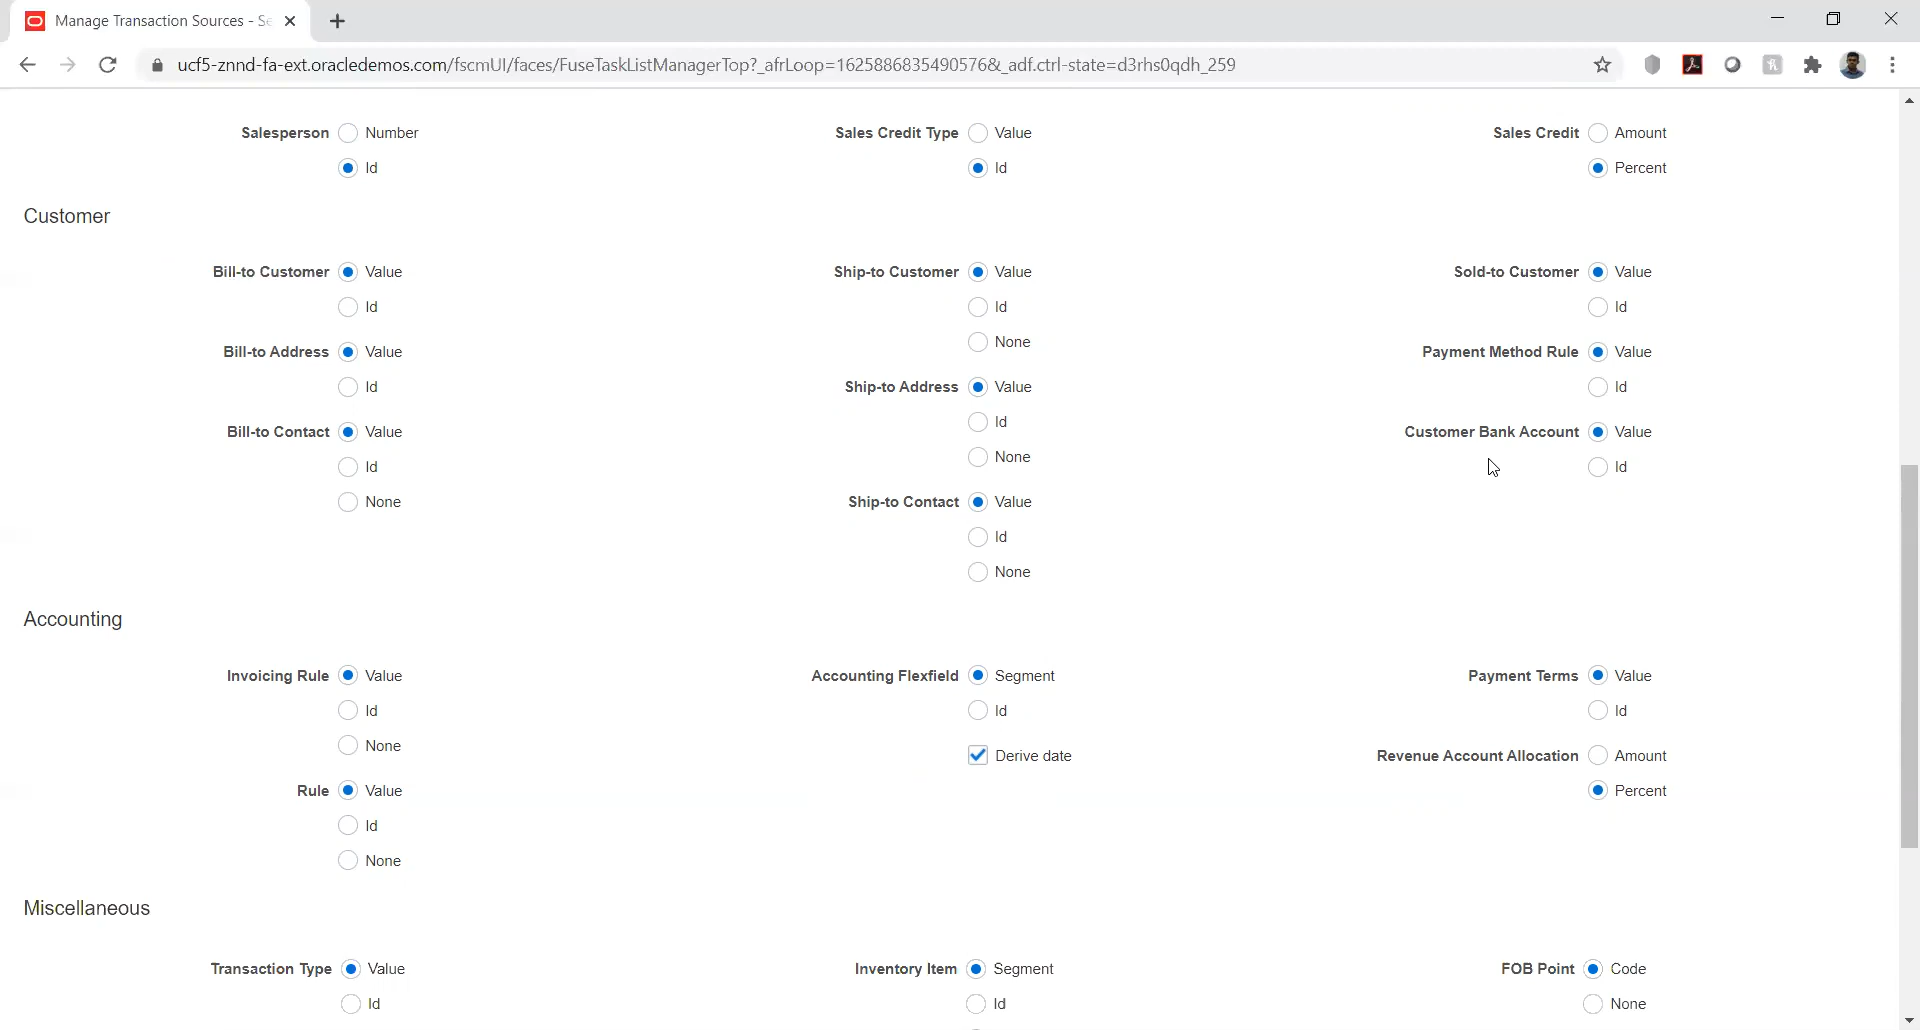 Manage Transaction Sources - Se
ucf5-znnd-fa-ext.oracledemos.com/fscmUI/faces/FuseTaskListManagerTop?_afrLoop=1625886835490576&_adf.ctrl-state=d3rhs0qdh_259
Salesperson Number Sales Credit Type Value Sales Credit Amount
Id Id Percent
Customer
Bill-to Customer Value Ship-to Customer Value Sold-to Customer Value
Id Id Id
None
Bill-to Address Value Payment Method Rule Value
Id Ship-to Address Value Id
Id
Bill-to Contact Value Customer Bank Account Value
None
Id Id
None Ship-to Contact Value
Id
None
Accounting
Invoicing Rule Value Accounting Flexfield Segment Payment Terms Value
Id Id Id
None Derive date Revenue Account Allocation Amount
Rule Value Percent
Id
None
Miscellaneous
Transaction Type Value Inventory Item Segment FOB Point Code
Id Id None